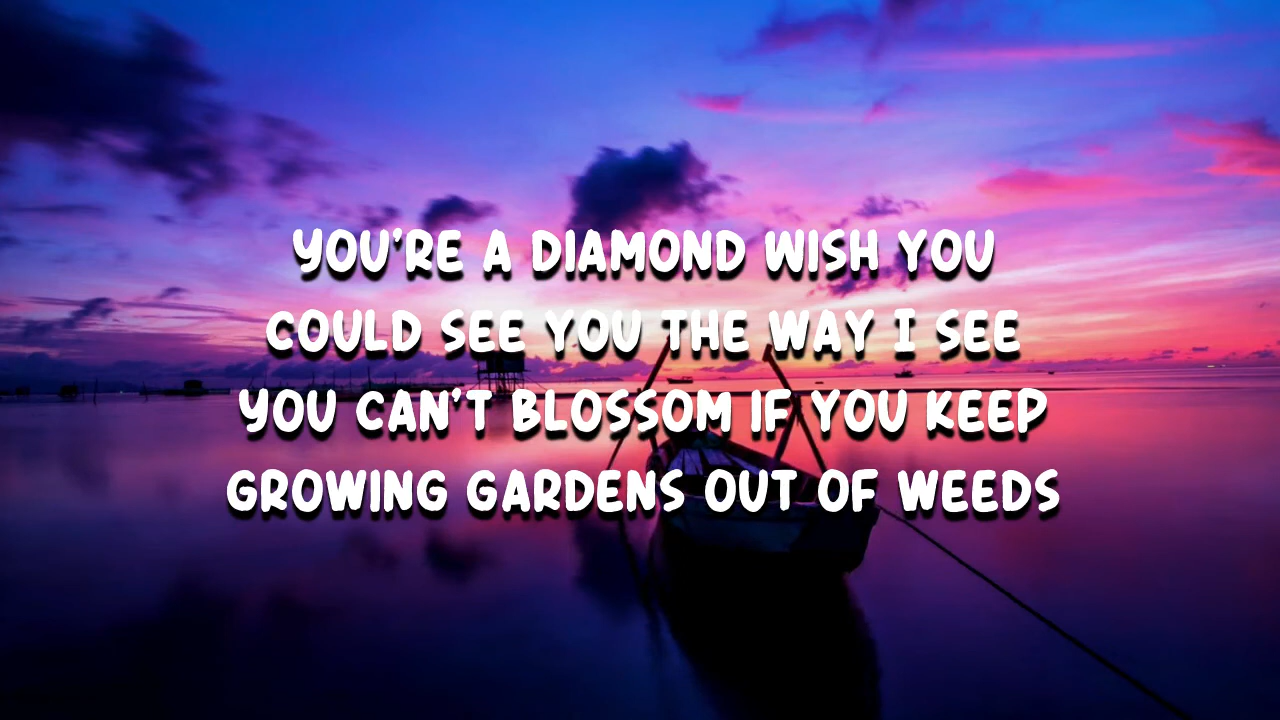 YOU'RE A DIAMOND WISH YOU
COULD SEE YOU THE WAY I SEE
YOU CAN'T BLOSSOM IF YOU KEEP
GROWING GARDENS OUT OF WEEDS